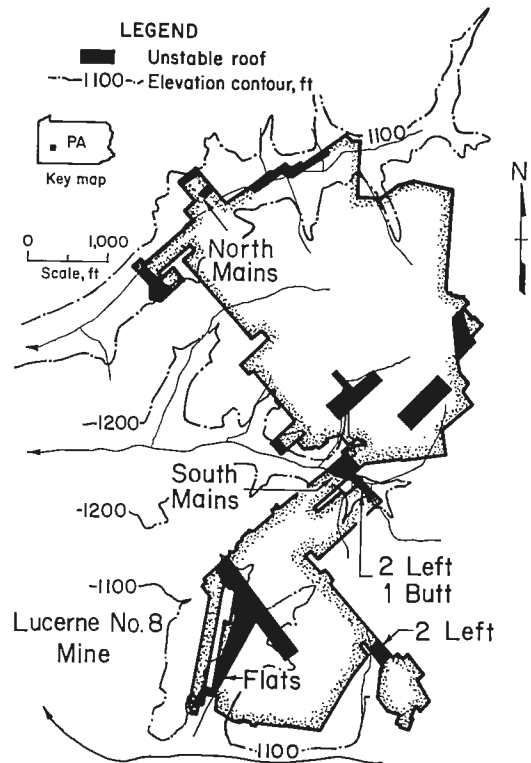 LEGEND
Unstable roof
1100 Elevation contour, ft
1100
PA
Key map
N
0 1,000
Scale, ft
North
Mains
-1200
South
Mains
-1200
2 Left
1 Butt
-1100
Lucerne No. 8
Mine
2 Left
Flats
1100